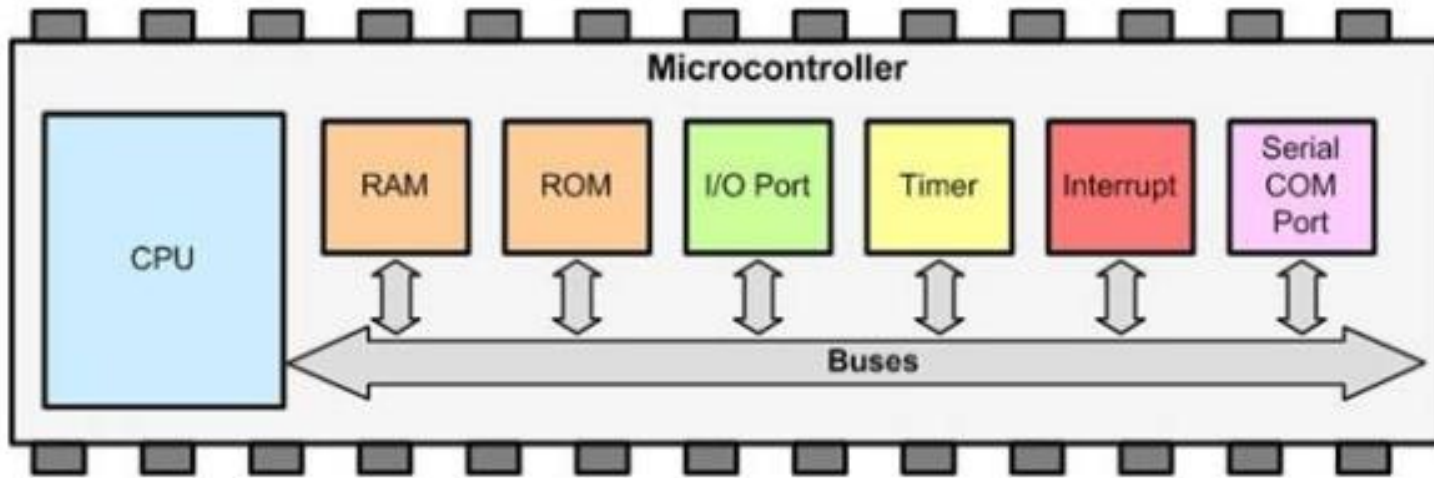 Microcontroller
CPU
RAM
ROM
I/O Port
Timer
Interrupt
Serial
COM
Port
Buses